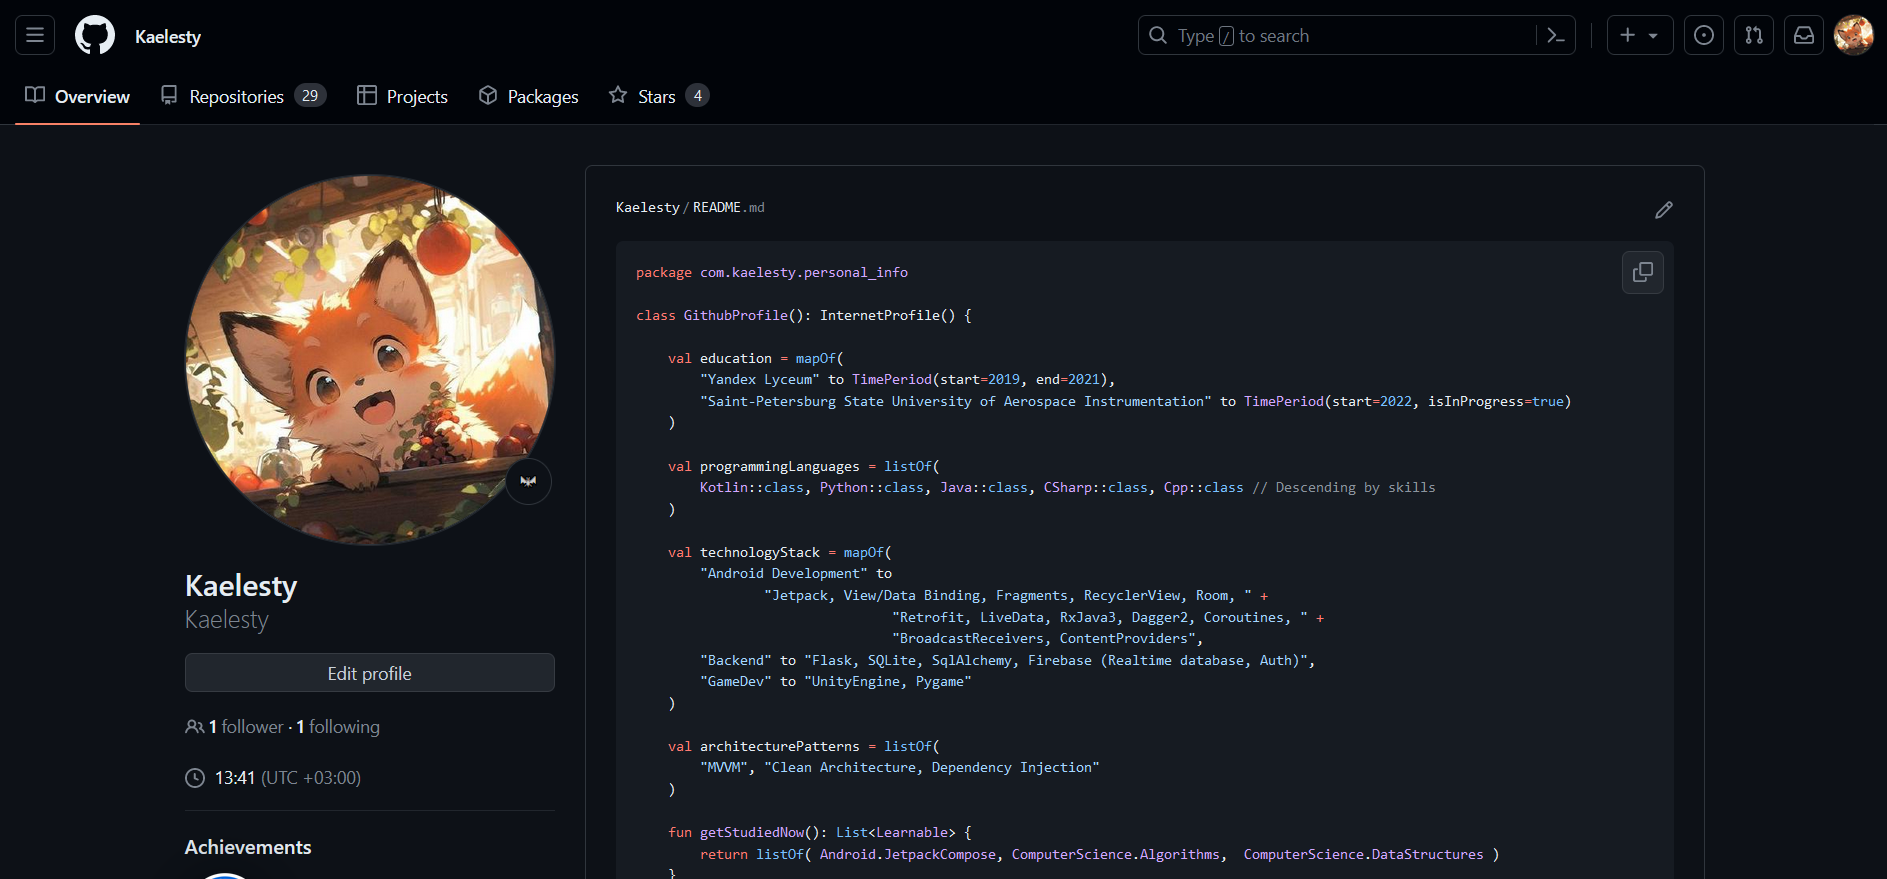 Kaelesty
Type / to search
Overview
Repositories 29
Projects
Packages
Stars 4
Kaelesty
Kaelesty
Edit profile
1 follower · 1 following
13:41 (UTC +03:00)
Achievements
Kaelesty / README.md
package com.kaelesty.personal_info
class GithubProfile(): InternetProfile() {
val education = mapOf(
"Yandex Lyceum" to TimePeriod(start=2019, end=2021),
"Saint-Petersburg State University of Aerospace Instrumentation" to TimePeriod(start=2022, isInProgress=true)
)
val programmingLanguages = listOf(
Kotlin::class, Python::class, Java::class, CSharp::class, Cpp::class // Descending by skills
)
val technologyStack = mapOf(
"Android Development" to
"Jetpack, View/Data Binding, Fragments, RecyclerView, Room, " +
"Retrofit, LiveData, RxJava3, Dagger2, Coroutines, " +
"BroadcastReceivers, ContentProviders",
"Backend" to "Flask, SQLite, SqlAlchemy, Firebase (Realtime database, Auth)",
"GameDev" to "UnityEngine, Pygame"
)
val architecturePatterns = listOf(
"MVVM", "Clean Architecture, Dependency Injection"
)
fun getStudiedNow(): List<Learnable> {
return listOf( Android.JetpackCompose, ComputerScience.Algorithms,  ComputerScience.DataStructures )
}